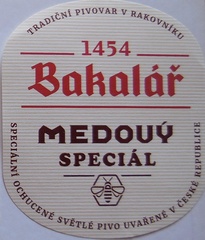 TRADIČNÍ PIVOVAR V RAKOVNÍKU
1454
Bakalář
MEDOVÝ
SPECIÁL
SPECIÁLNÍ OCHUCENÉ SVĚTLÉ PIVO UVAŘENÉ V ČESKÉ REPUBLICE